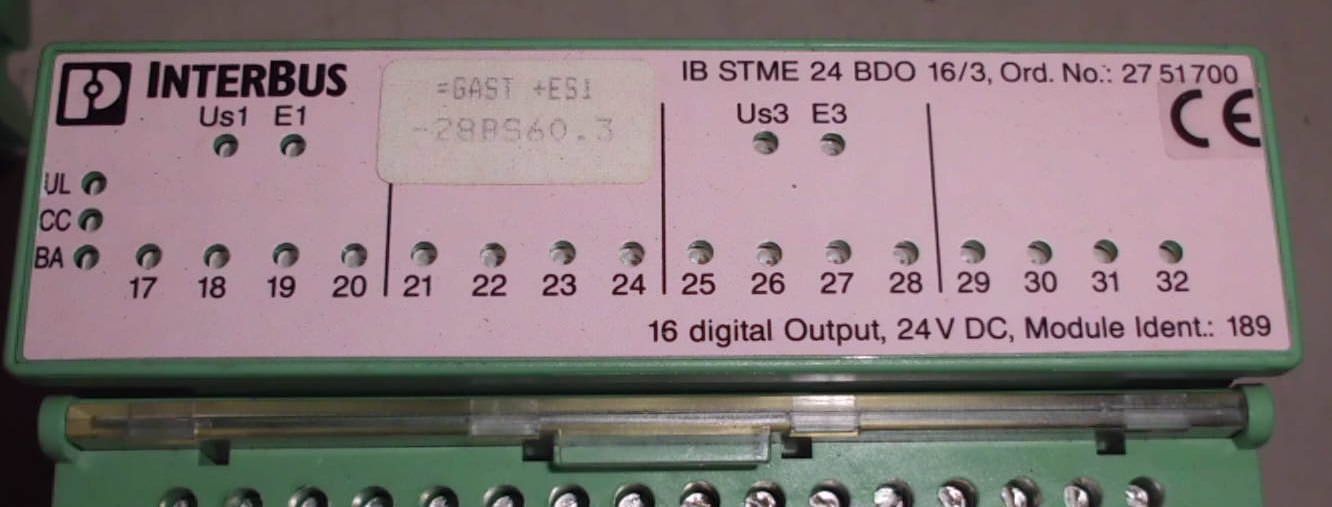 INTERBUS
=GAST +ES1
-28BS60.3
IB STME 24 BDO 16/3, Ord. No.: 27 51 700
CE
Us1 E1
Us3 E3
UL
CC
BA
17 18 19 20 21 22 23 24 25 26 27 28 29 30 31 32
16 digital Output, 24 V DC, Module Ident.: 189